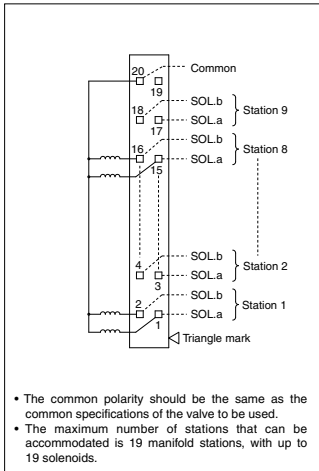 20 Common
19
18 SOL.b
Station 9
17 SOL.a
16 SOL.b
Station 8
15 SOL.a
4 SOL.b
Station 2
3 SOL.a
2 SOL.b
Station 1
1 SOL.a
Triangle mark
• The common polarity should be the same as the
common specifications of the valve to be used.
• The maximum number of stations that can be
accommodated is 19 manifold stations, with up to
19 solenoids.